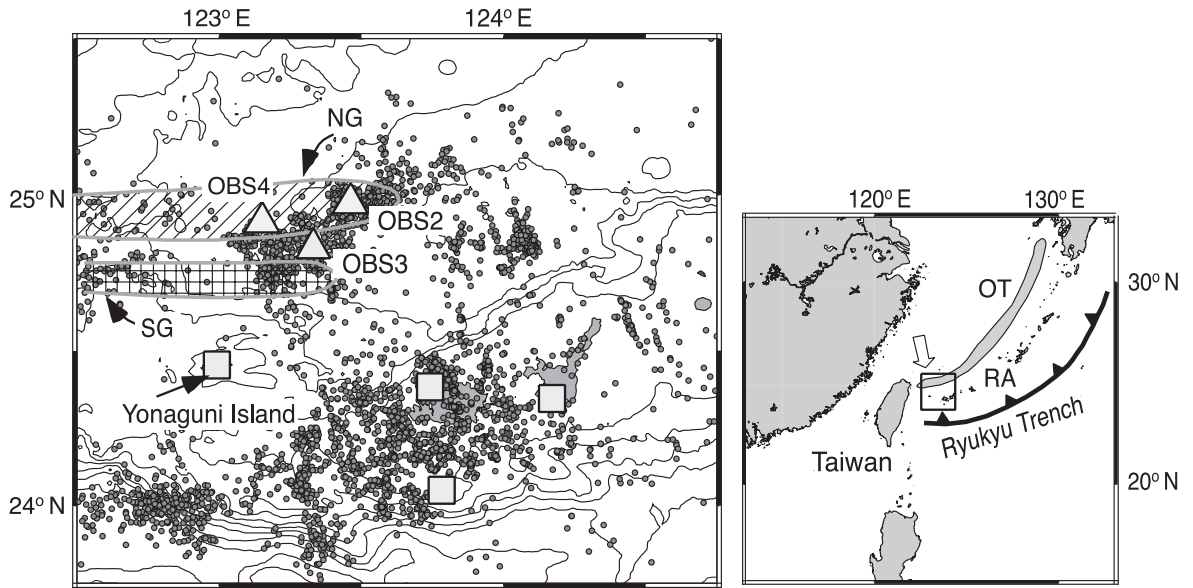 123° E
124° E
NG
OBS4
25° N
OBS2
OBS3
SG
Yonaguni Island
24° N
120° E
130° E
OT
30° N
RA
Ryukyu Trench
Taiwan
20° N